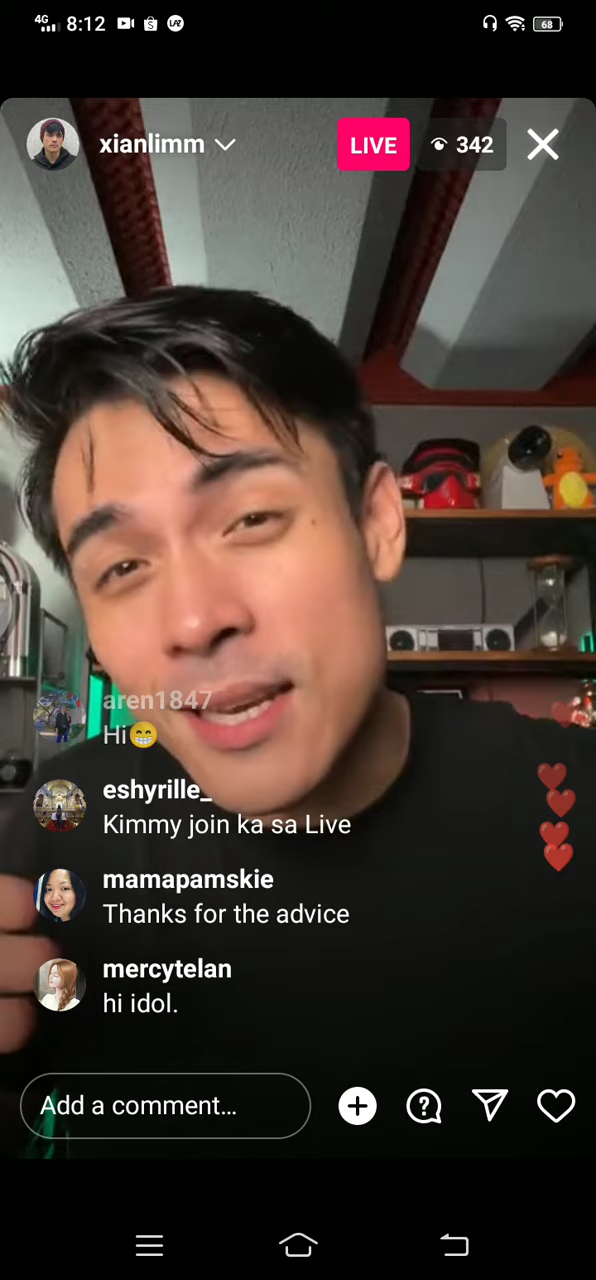 4G 8:12 68
xianlimm LIVE 342
aren1847
Hi😁
eshyrille_
Kimmy join ka sa Live
mamapamskie
Thanks for the advice
mercytelan
hi idol.
Add a comment...